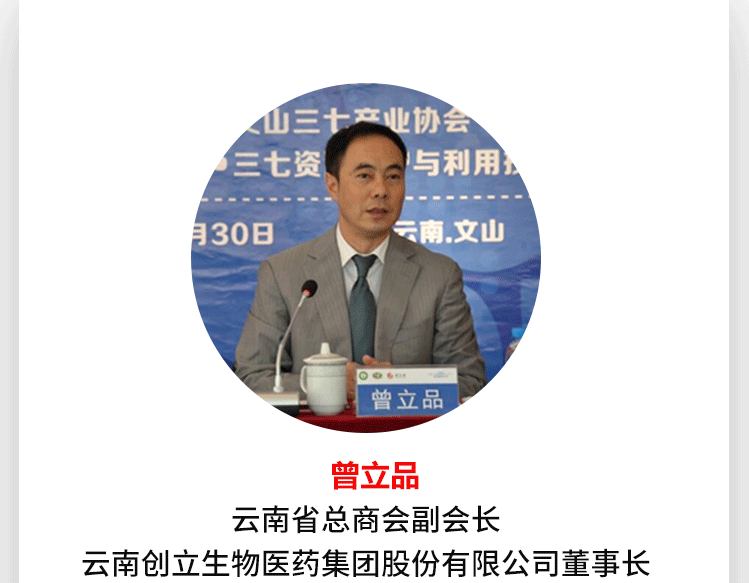 文山三七产业协会
三七资
与利用
月30日
云南.文山
曾立品
曾立品
云南省总商会副会长
云南创立生物医药集团股份有限公司董事长